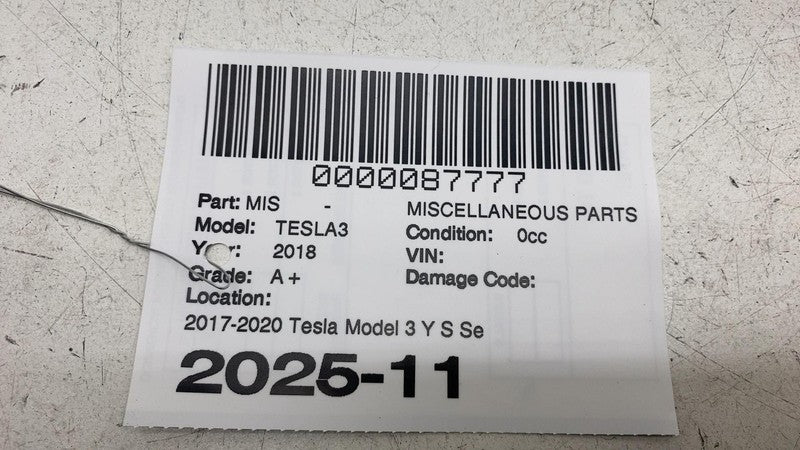 0000087777
Part: MIS - MISCELLANEOUS PARTS
Model: TESLA3 Condition: 0cc
Year: 2018 VIN:
Grade: A+ Damage Code:
Location:
2017-2020 Tesla Model 3 Y S Se
2025-11